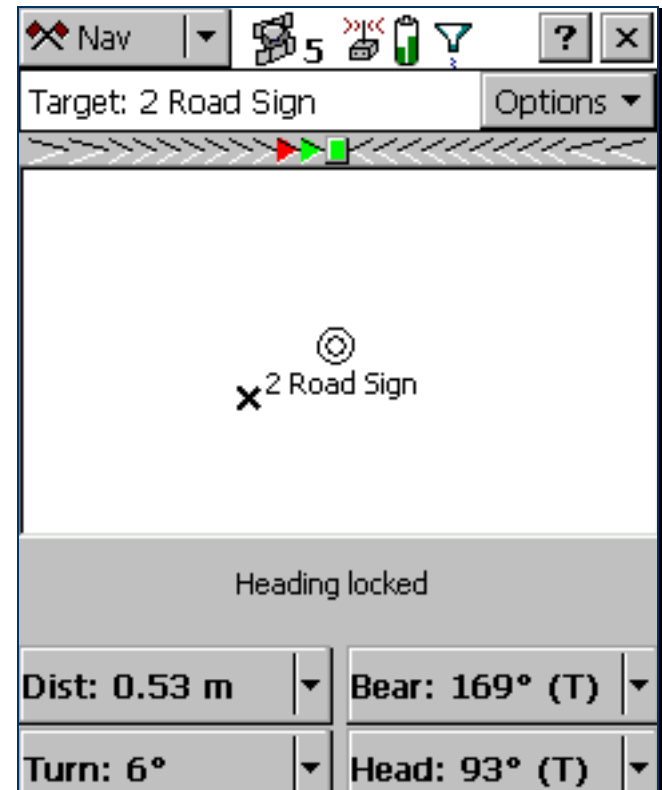 Nav 5 ?
Target: 2 Road Sign Options
2 Road Sign
Heading locked
Dist: 0.53 m Bear: 169° (T)
Turn: 6° Head: 93° (T)